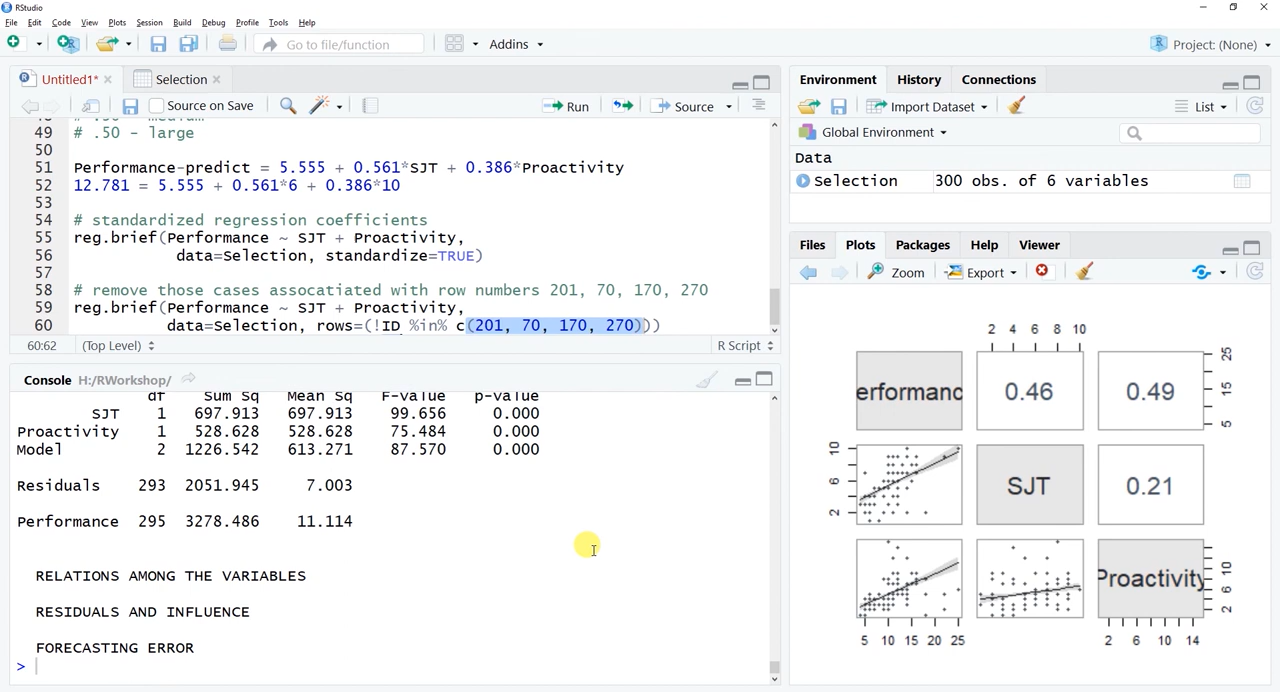 RStudio
File Edit Code View Plots Session Build Debug Profile Tools Help
Go to file/function Addins Project: (None)
Untitled1* Selection
Source on Save Run Source
48 # .30 - medium
49 # .50 - large
50
51 Performance-predict = 5.555 + 0.561*SJT + 0.386*Proactivity
52 12.781 = 5.555 + 0.561*6 + 0.386*10
53
54 # standardized regression coefficients
55 reg.brief(Performance ~ SJT + Proactivity,
56 data=Selection, standardize=TRUE)
57
58 # remove those cases assocatiated with row numbers 201, 70, 170, 270
59 reg.brief(Performance ~ SJT + Proactivity,
60 data=Selection, rows=(!ID %in% c(201, 70, 170, 270)))
60:62 (Top Level) R Script
Console H:/RWorkshop/
df Sum Sq Mean Sq F-value p-value
SJT 1 697.913 697.913 99.656 0.000
Proactivity 1 528.628 528.628 75.484 0.000
Model 2 1226.542 613.271 87.570 0.000
Residuals 293 2051.945 7.003
Performance 295 3278.486 11.114
RELATIONS AMONG THE VARIABLES
RESIDUALS AND INFLUENCE
FORECASTING ERROR
>
Environment History Connections
Import Dataset List
Global Environment
Data
Selection 300 obs. of 6 variables
Files Plots Packages Help Viewer
Zoom Export
2 4 6 8 10
erformanc 0.46 0.49
5 15 25
2 6 10
SJT 0.21
Proactivity
2 6 10
5 10 15 20 25
2 6 10 14